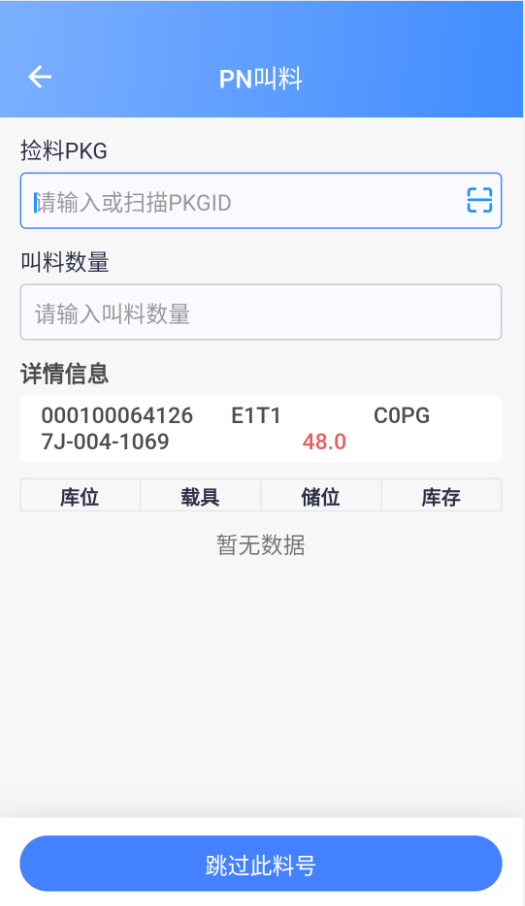 PN叫料
捡料PKG
请输入或扫描PKGID
叫料数量
请输入叫料数量
详情信息
000100064126 E1T1 C0PG
7J-004-1069 48.0
库位 载具 储位 库存
暂无数据
跳过此料号